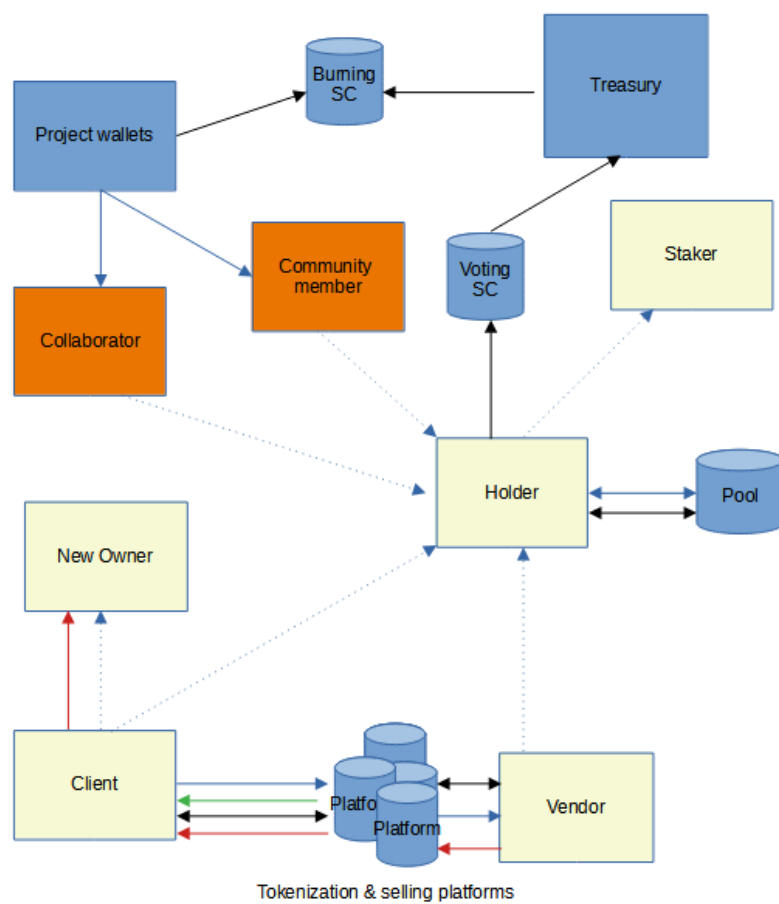 Burning
SC
Treasury
Project wallets
Community
member
Voting
SC
Staker
Collaborator
Holder
Pool
New Owner
Client
Platform
Vendor
Tokenization & selling platforms